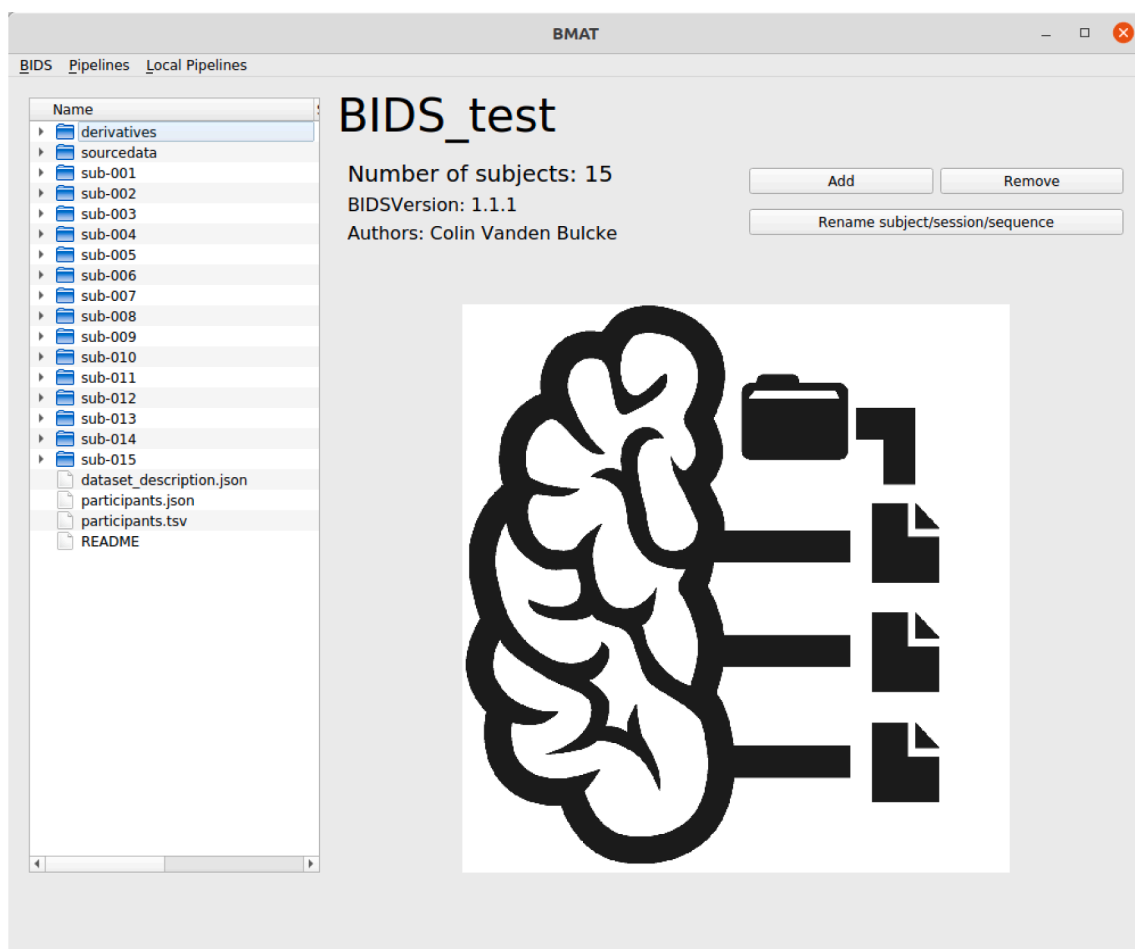 BMAT
BIDS Pipelines Local Pipelines
Name
derivatives
sourcedata
sub-001
sub-002
sub-003
sub-004
sub-005
sub-006
sub-007
sub-008
sub-009
sub-010
sub-011
sub-012
sub-013
sub-014
sub-015
dataset_description.json
participants.json
participants.tsv
README
BIDS_test
Number of subjects: 15
BIDSVersion: 1.1.1
Authors: Colin Vanden Bulcke
Add Remove
Rename subject/session/sequence